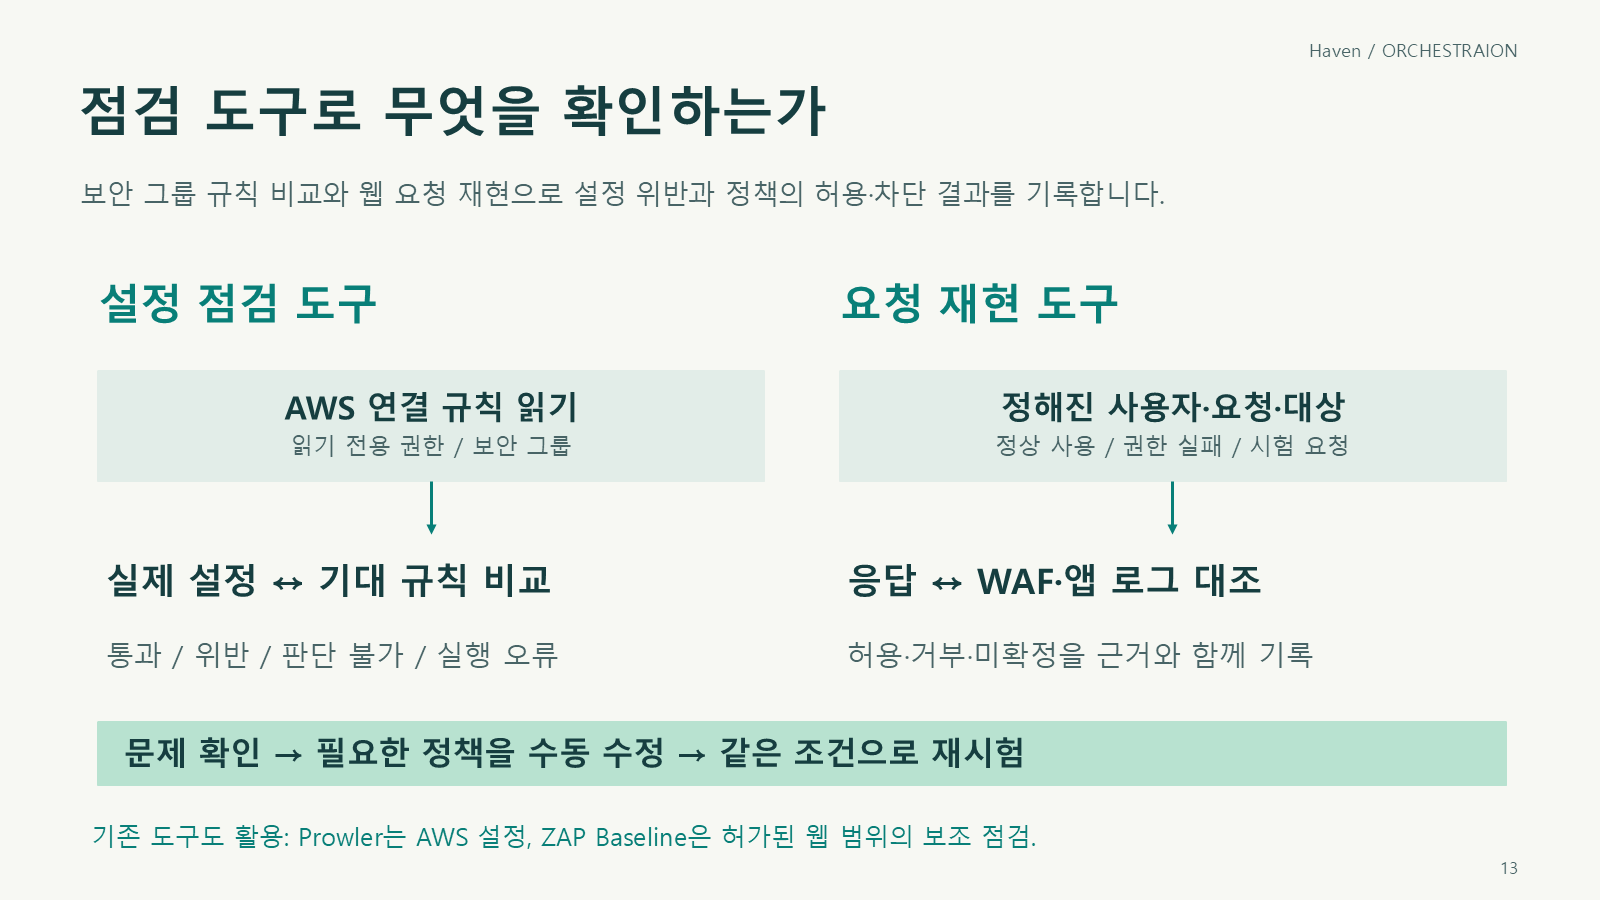 Haven / ORCHESTRAION
점검 도구로 무엇을 확인하는가
보안 그룹 규칙 비교와 웹 요청 재현으로 설정 위반과 정책의 허용·차단 결과를 기록합니다.
설정 점검 도구
AWS 연결 규칙 읽기
읽기 전용 권한 / 보안 그룹
실제 설정 ↔ 기대 규칙 비교
통과 / 위반 / 판단 불가 / 실행 오류
요청 재현 도구
정해진 사용자·요청·대상
정상 사용 / 권한 실패 / 시험 요청
응답 ↔ WAF·앱 로그 대조
허용·거부·미확정을 근거와 함께 기록
문제 확인 → 필요한 정책을 수동 수정 → 같은 조건으로 재시험
기존 도구도 활용: Prowler는 AWS 설정, ZAP Baseline은 허가된 웹 범위의 보조 점검.
13